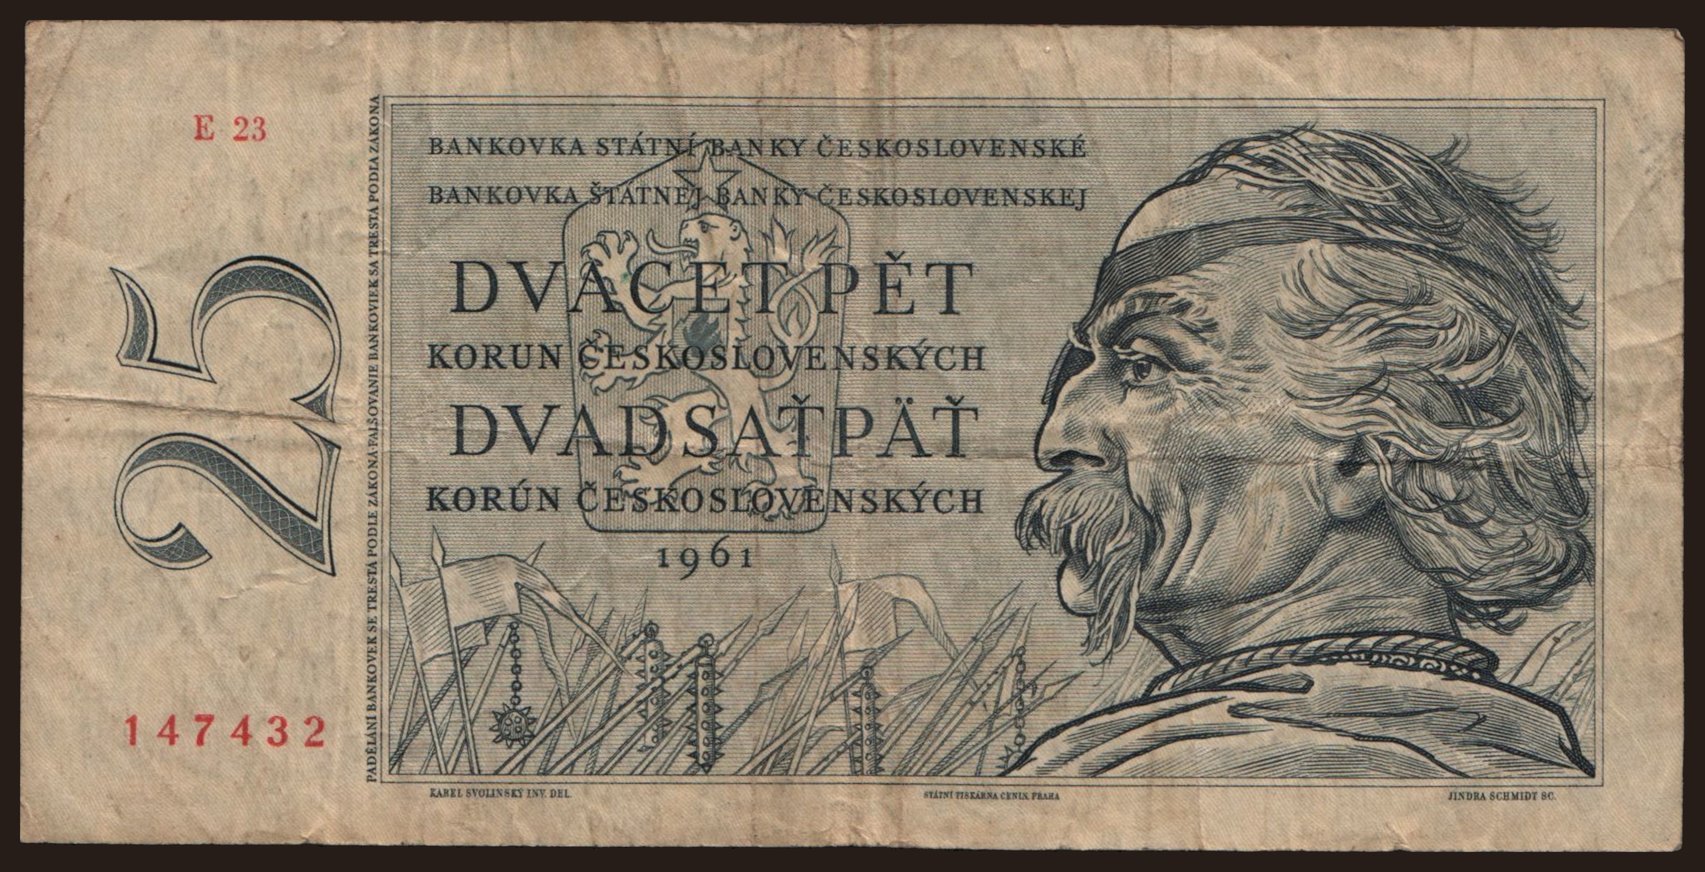 E 23
BANKOVKA STÁTNÍ BANKY ČESKOSLOVENSKÉ
BANKOVKA ŠTÁTNEJ BANKY ČESKOSLOVENSKEJ
DVACET PĚT
KORUN ČESKOSLOVENSKÝCH
DVADSAŤPÄŤ
KORÚN ČESKOSLOVENSKÝCH
1961
25
147432
PADĚLÁNÍ BANKOVEK SE TRESTÁ PODLE ZÁKONA·FALŠOVANIE BANKOVIEK SA TRESTÁ PODĽA ZÁKONA
KAREL SVOLINSKÝ INV. DEL.
STÁTNÍ TISKÁRNA CENIN, PRAHA
JINDRA SCHMIDT SC.